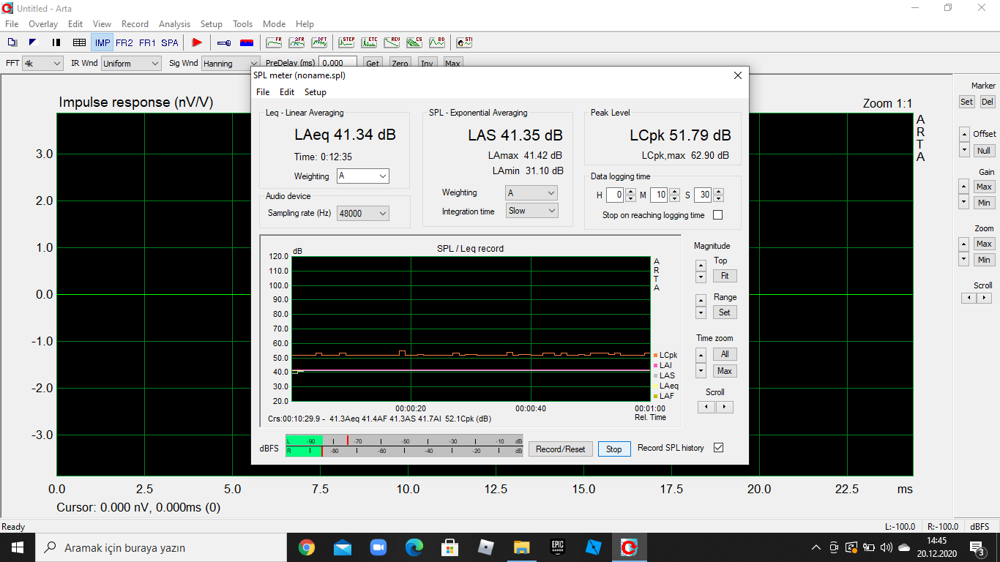 Untitled - Arta
File Overlay Edit View Record Analysis Setup Tools Mode Help
IMP FR2 FR1 SPA FR 2FR DFT STEP ETC REV CS BD STI
FFT 4k IR Wnd Uniform Sig Wnd Hanning PreDelay (ms) 0.000 Get Zero Inv Max
SPL meter (noname.spl)
File Edit Setup
Leq - Linear Averaging
LAeq 41.34 dB
Time: 0:12:35
Weighting A
Audio device
Sampling rate (Hz) 48000
SPL - Exponential Averaging
LAS 41.35 dB
LAmax 41.42 dB
LAmin 31.10 dB
Weighting A
Integration time Slow
Peak Level
LCpk 51.79 dB
LCpk,max 62.90 dB
Data logging time
H 0 M 10 S 30
Stop on reaching logging time
SPL / Leq record
dB
120.0
110.0
100.0
90.0
80.0
70.0
60.0
50.0
40.0
30.0
20.0
A
R
T
A
LCpk
LAI
LAS
LAeq
LAF
00:00:20 00:00:40 00:01:00
Rel. Time
Crs:00:10:29.9 - 41.3Aeq 41.4AF 41.3AS 41.7AI 52.1Cpk (dB)
Magnitude
Top
Fit
Range
Set
Time zoom
All
Max
Scroll
dBFS
L -90 -70 -50 -30 -10 dB
R -80 -60 -40 -20 dB
Record/Reset Stop Record SPL history
Impulse response (nV/V)
Zoom 1:1
A
R
T
A
3.0
2.0
1.0
0.0
-1.0
-2.0
-3.0
0.0 2.5 5.0 7.5 10.0 12.5 15.0 17.5 20.0 22.5 ms
Cursor: 0.000 nV, 0.000ms (0)
Marker
Set Del
Offset
Null
Gain
Max
Min
Zoom
Max
Min
Scroll
Ready
L:-100.0 R:-100.0 dBFS
Aramak için buraya yazın
EPIC
GAMES
14:45
20.12.2020
3